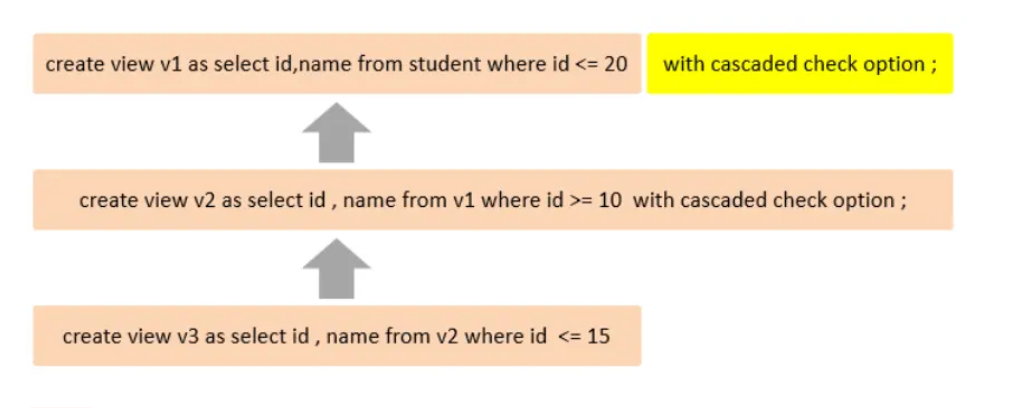 create view v1 as select id,name from student where id <= 20 with cascaded check option ;
create view v2 as select id , name from v1 where id >= 10 with cascaded check option ;
create view v3 as select id , name from v2 where id <= 15